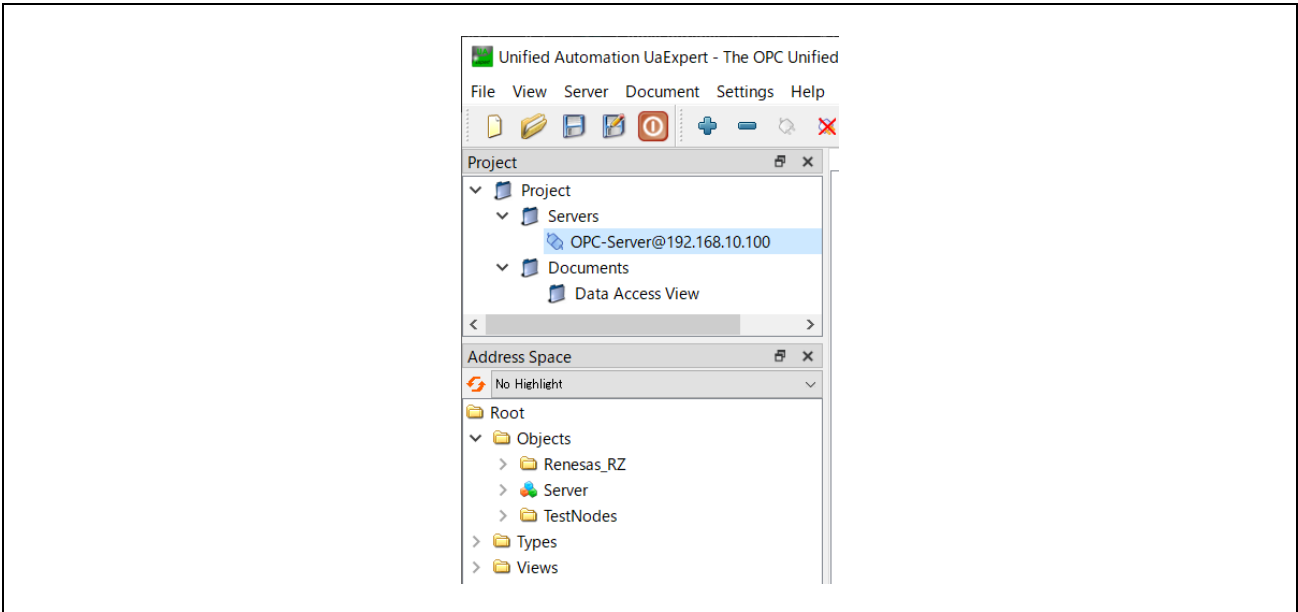 Unified Automation UaExpert - The OPC Unified
File View Server Document Settings Help
Project
Project
Servers
OPC-Server@192.168.10.100
Documents
Data Access View
Address Space
No Highlight
Root
Objects
Renesas_RZ
Server
TestNodes
Types
Views